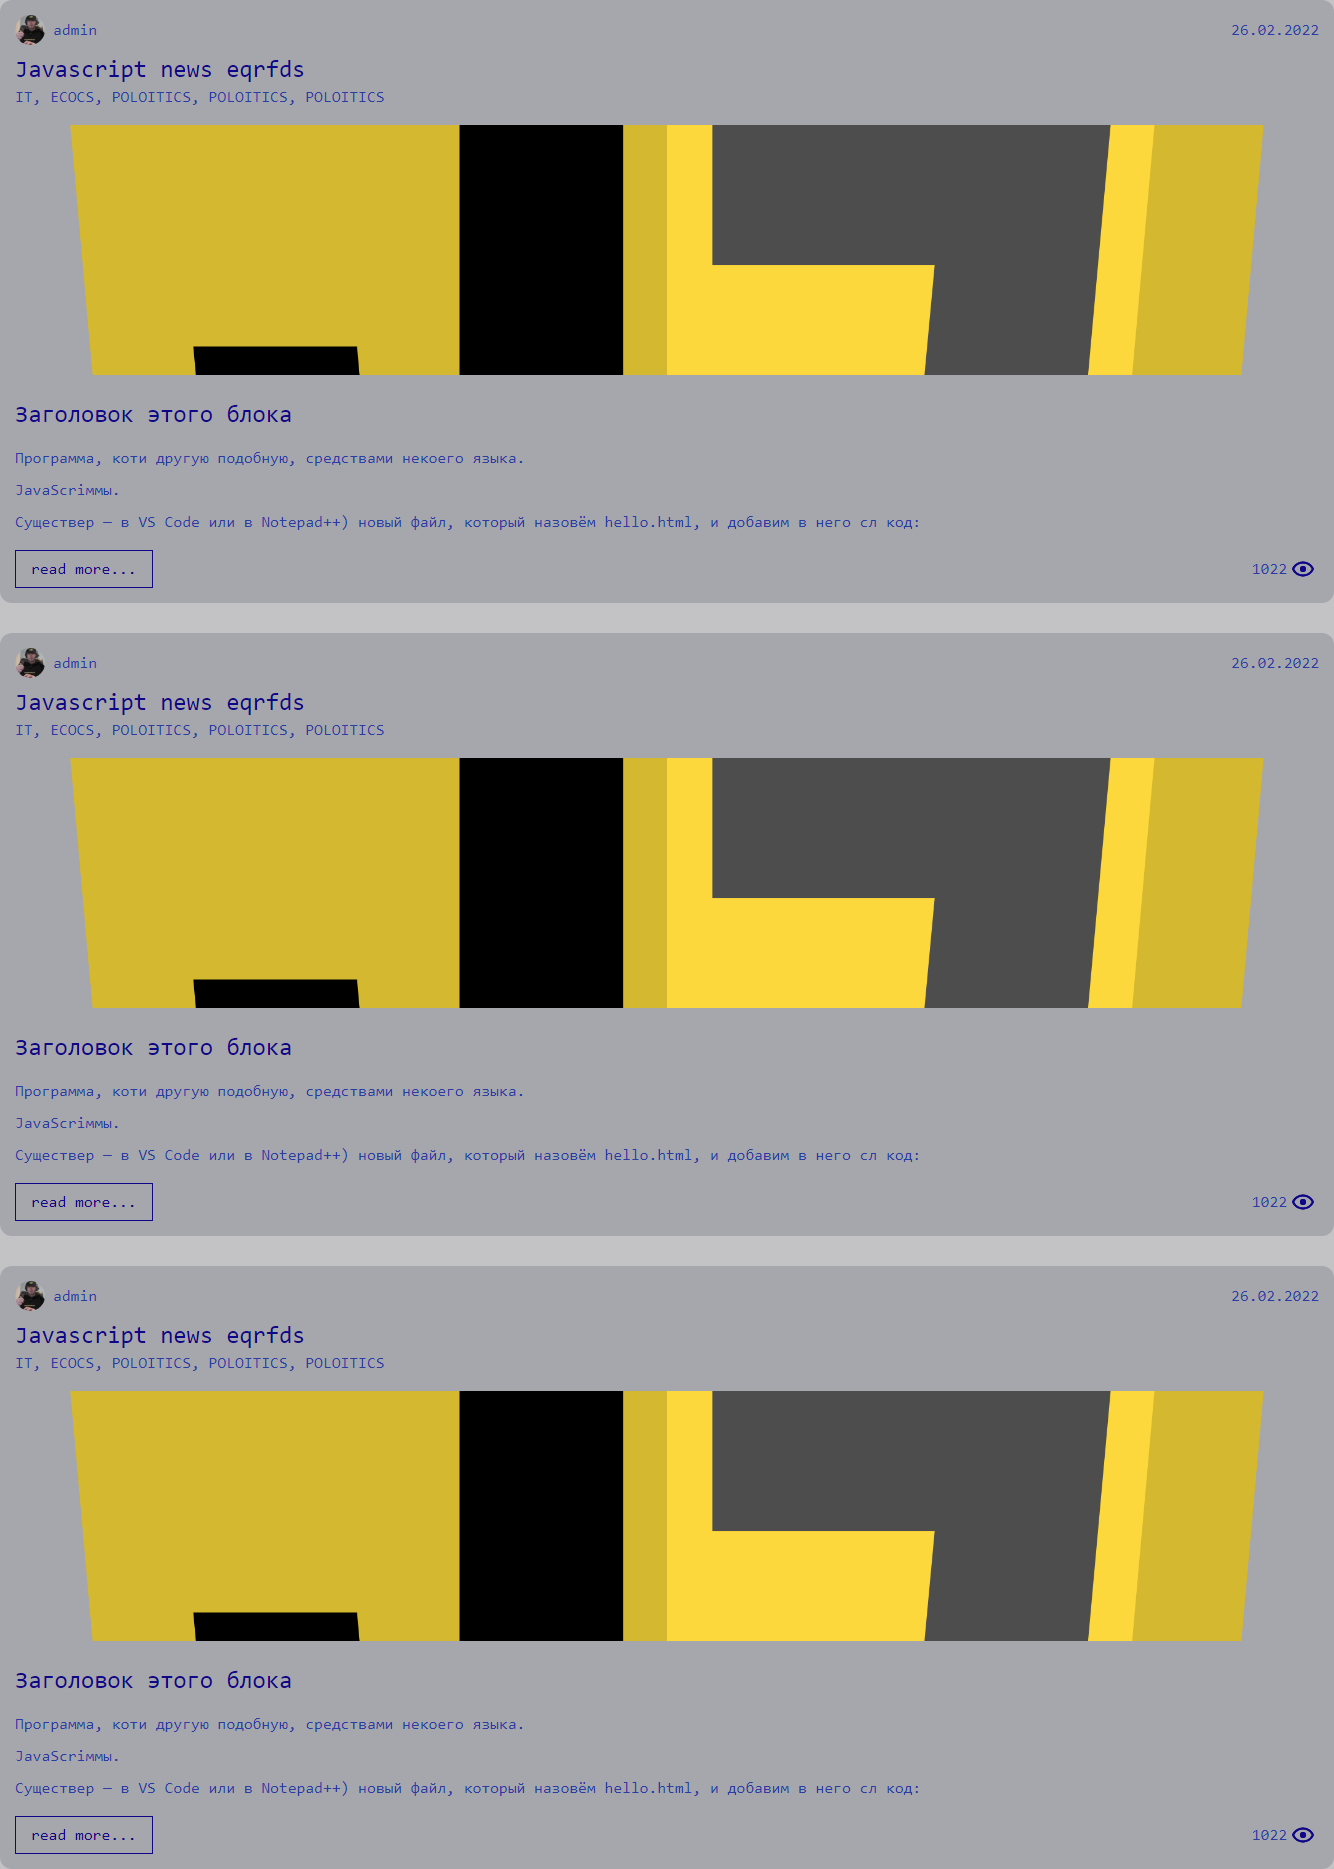 admin 26.02.2022
Javascript news eqrfds
IT, ECOCS, POLOITICS, POLOITICS, POLOITICS
Заголовок этого блока
Программа, коти другую подобную, средствами некоего языка.
JavaScriммы.
Существер — в VS Code или в Notepad++) новый файл, который назовём hello.html, и добавим в него сл код:
read more... 1022
admin 26.02.2022
Javascript news eqrfds
IT, ECOCS, POLOITICS, POLOITICS, POLOITICS
Заголовок этого блока
Программа, коти другую подобную, средствами некоего языка.
JavaScriммы.
Существер — в VS Code или в Notepad++) новый файл, который назовём hello.html, и добавим в него сл код:
read more... 1022
admin 26.02.2022
Javascript news eqrfds
IT, ECOCS, POLOITICS, POLOITICS, POLOITICS
Заголовок этого блока
Программа, коти другую подобную, средствами некоего языка.
JavaScriммы.
Существер — в VS Code или в Notepad++) новый файл, который назовём hello.html, и добавим в него сл код:
read more... 1022